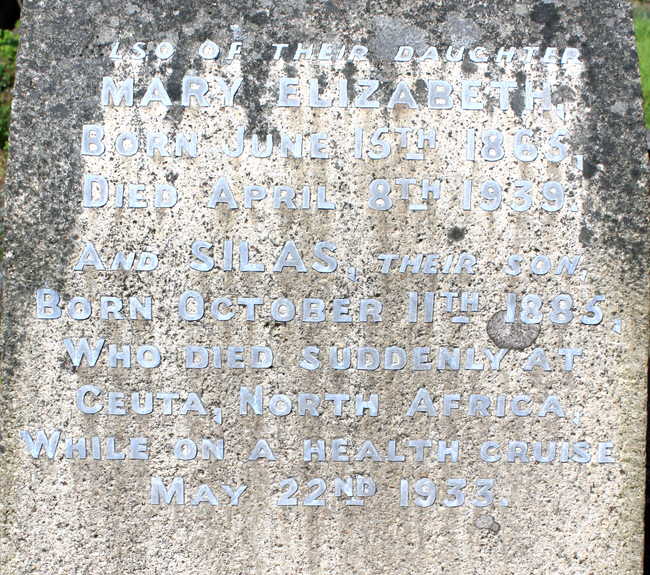 LSO OF THEIR DAUGHTER
MARY ELIZABETH,
BORN JUNE 15TH 1865,
DIED APRIL 8TH 1939.
AND SILAS, THEIR SON,
BORN OCTOBER 11TH 1885,
WHO DIED SUDDENLY AT
CEUTA, NORTH AFRICA,
WHILE ON A HEALTH CRUISE
MAY 22ND 1933.